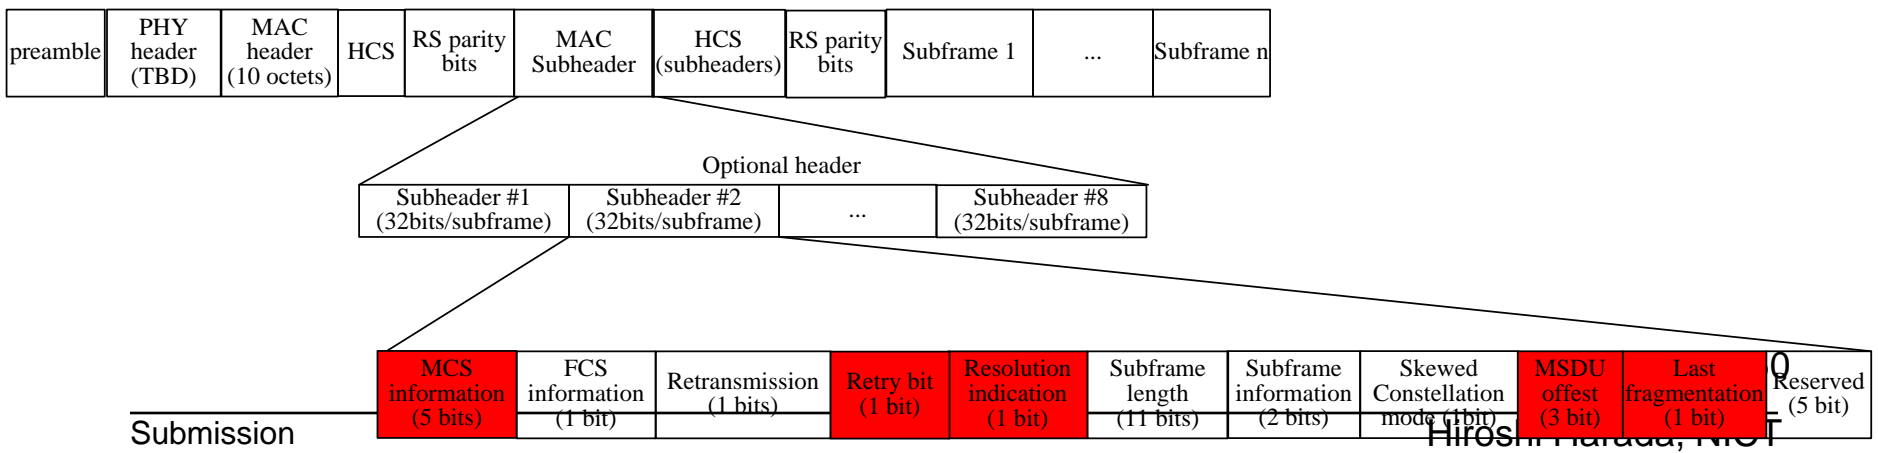 preamble
PHY
header
(TBD)
MAC
header
(10 octets)
HCS
RS parity
bits
MAC
Subheader
HCS
(subheaders)
RS parity
bits
Subframe 1
...
Subframe n
Optional header
Subheader #1
(32bits/subframe)
Subheader #2
(32bits/subframe)
...
Subheader #8
(32bits/subframe)
MCS
information
(5 bits)
FCS
information
(1 bit)
Retransmission
(1 bits)
Retry bit
(1 bit)
Resolution
indication
(1 bit)
Subframe
length
(11 bits)
Subframe
information
(2 bits)
Skewed
Constellation
mode (1bit)
MSDU
offest
(3 bit)
Last
fragmentation
(1 bit)
Reserved
(5 bit)
Submission
Hiroshi Harada, NICT